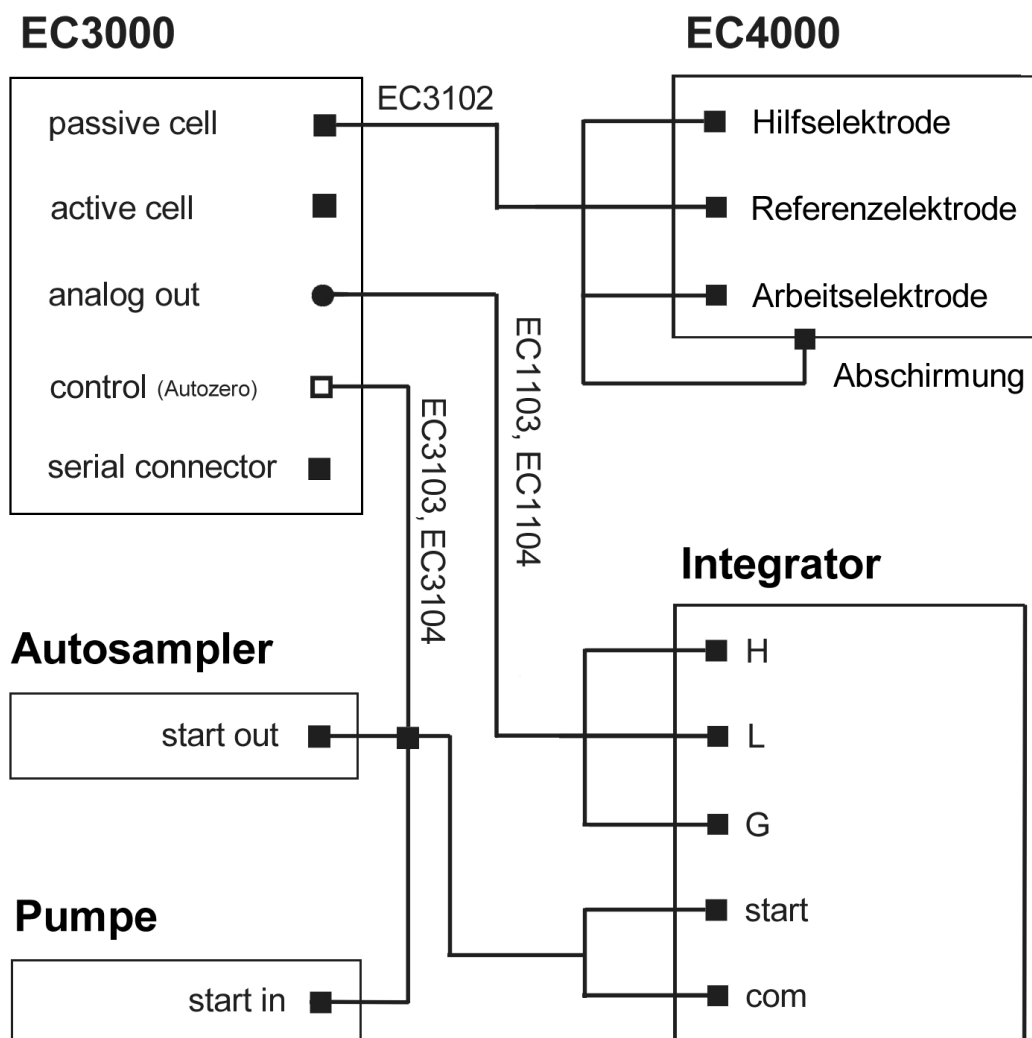 EC3000
EC4000
passive cell
EC3102
Hilfselektrode
active cell
Referenzelektrode
analog out
Arbeitselektrode
control (Autozero)
Abschirmung
serial connector
EC3103, EC3104
EC1103, EC1104
Integrator
Autosampler
H
start out
L
G
Pumpe
start
start in
com